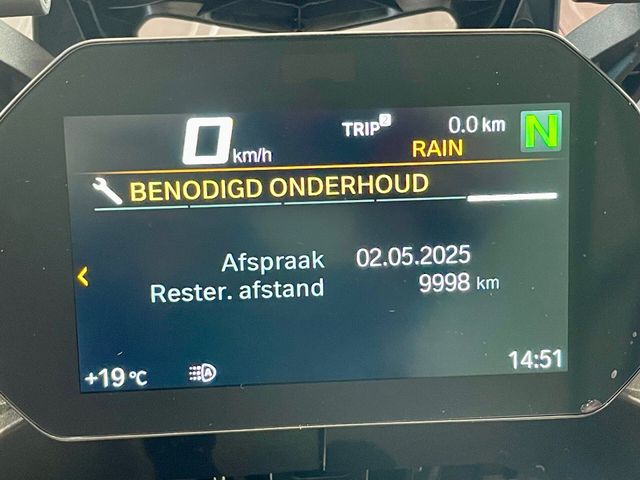 0 km/h TRIP 2 0.0 km N
RAIN
BENODIGD ONDERHOUD
Afspraak 02.05.2025
Rester. afstand 9998 km
+19 °C A 14:51